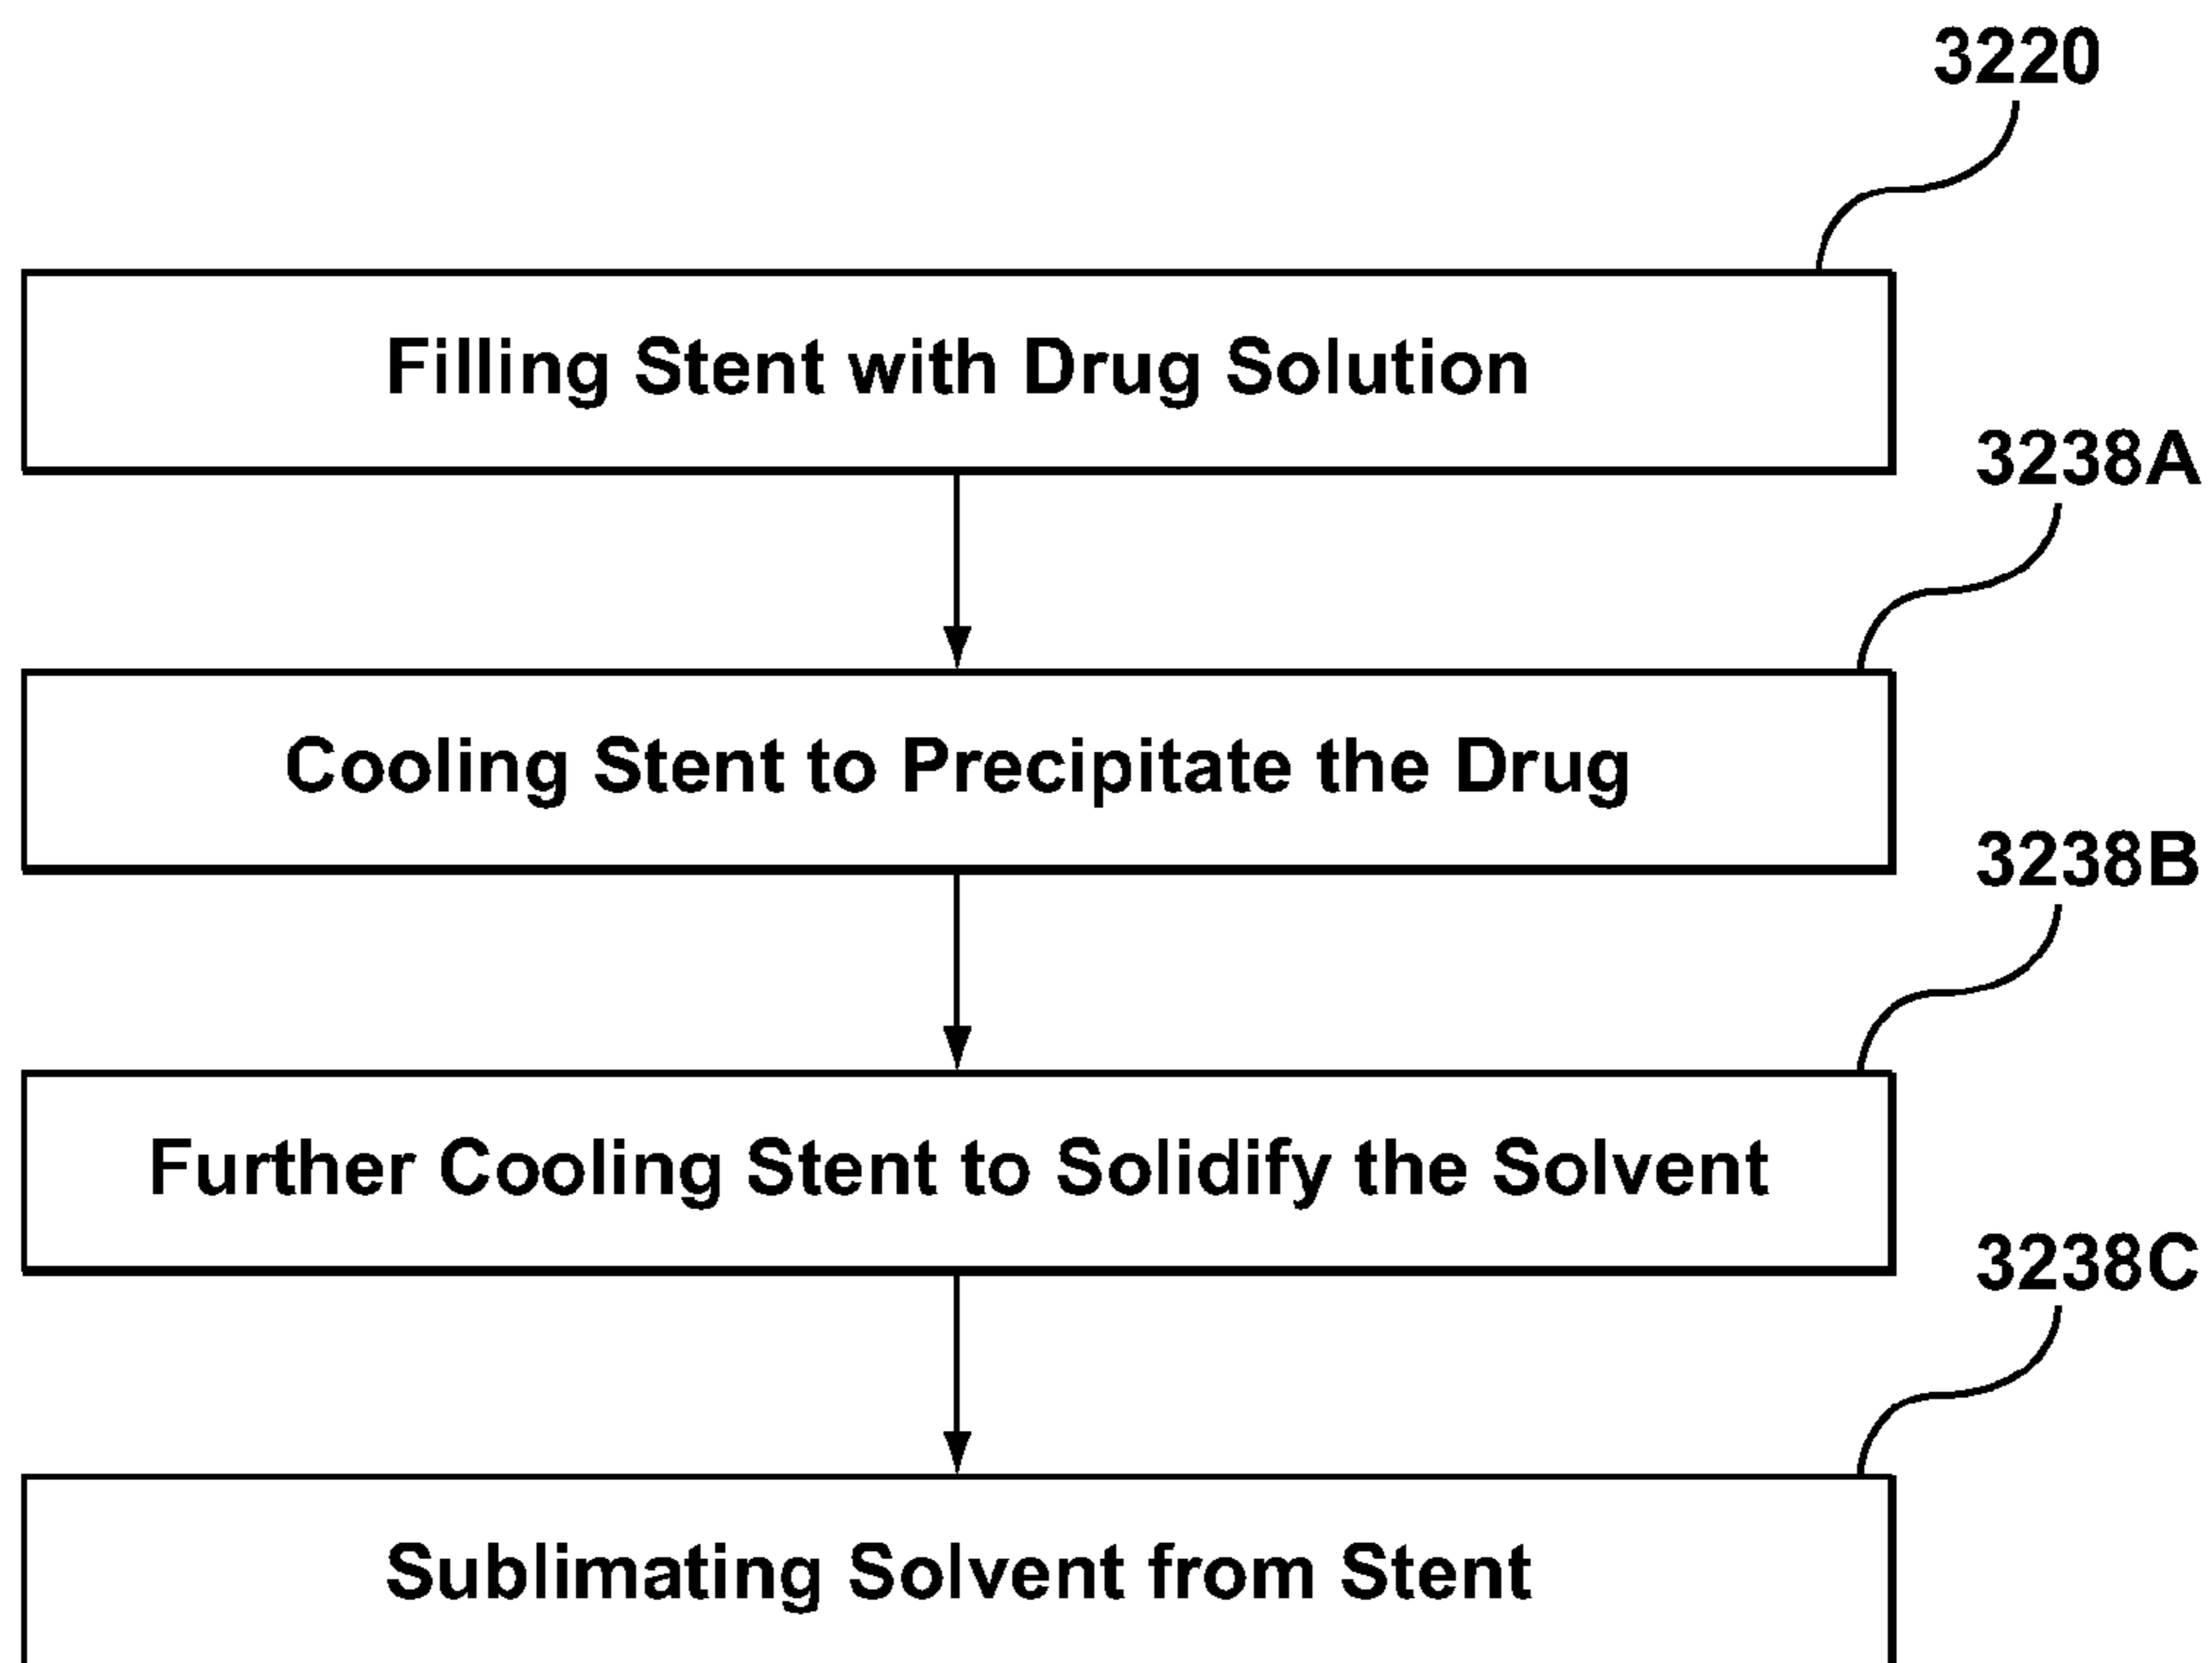 3220
Filling Stent with Drug Solution
3238A
Cooling Stent to Precipitate the Drug
3238B
Further Cooling Stent to Solidify the Solvent
3238C
Sublimating Solvent from Stent